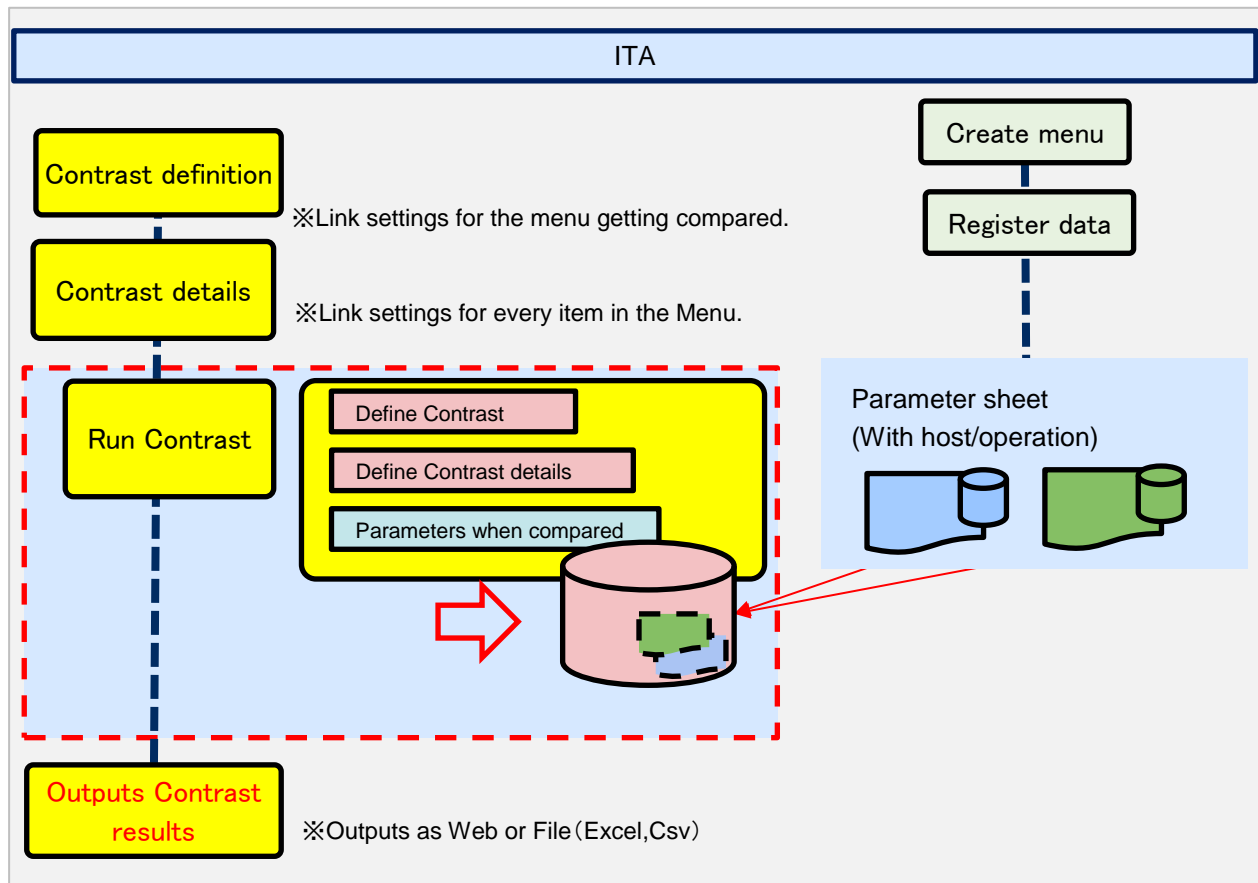 ITA
Contrast definition
※Link settings for the menu getting compared.
Contrast details
※Link settings for every item in the Menu.
Run Contrast
Define Contrast
Define Contrast details
Parameters when compared
Outputs Contrast
results
※Outputs as Web or File（Excel,Csv）
Create menu
Register data
Parameter sheet
(With host/operation)